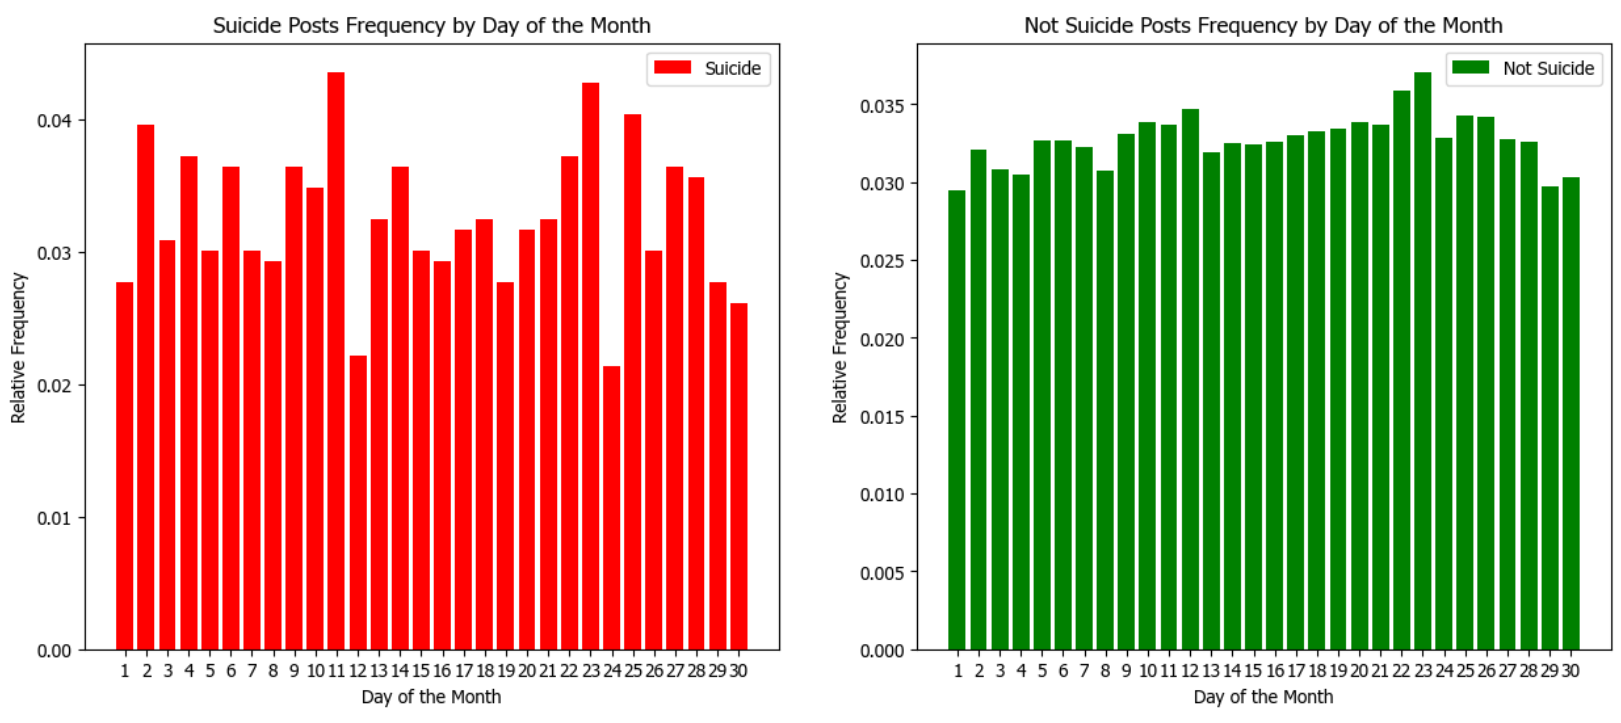 Suicide Posts Frequency by Day of the Month
Suicide
0.04
0.03
0.02
0.01
0.00
Relative Frequency
1 2 3 4 5 6 7 8 9 10 11 12 13 14 15 16 17 18 19 20 21 22 23 24 25 26 27 28 29 30
Day of the Month
Not Suicide Posts Frequency by Day of the Month
Not Suicide
0.035
0.030
0.025
0.020
0.015
0.010
0.005
0.000
Relative Frequency
1 2 3 4 5 6 7 8 9 10 11 12 13 14 15 16 17 18 19 20 21 22 23 24 25 26 27 28 29 30
Day of the Month